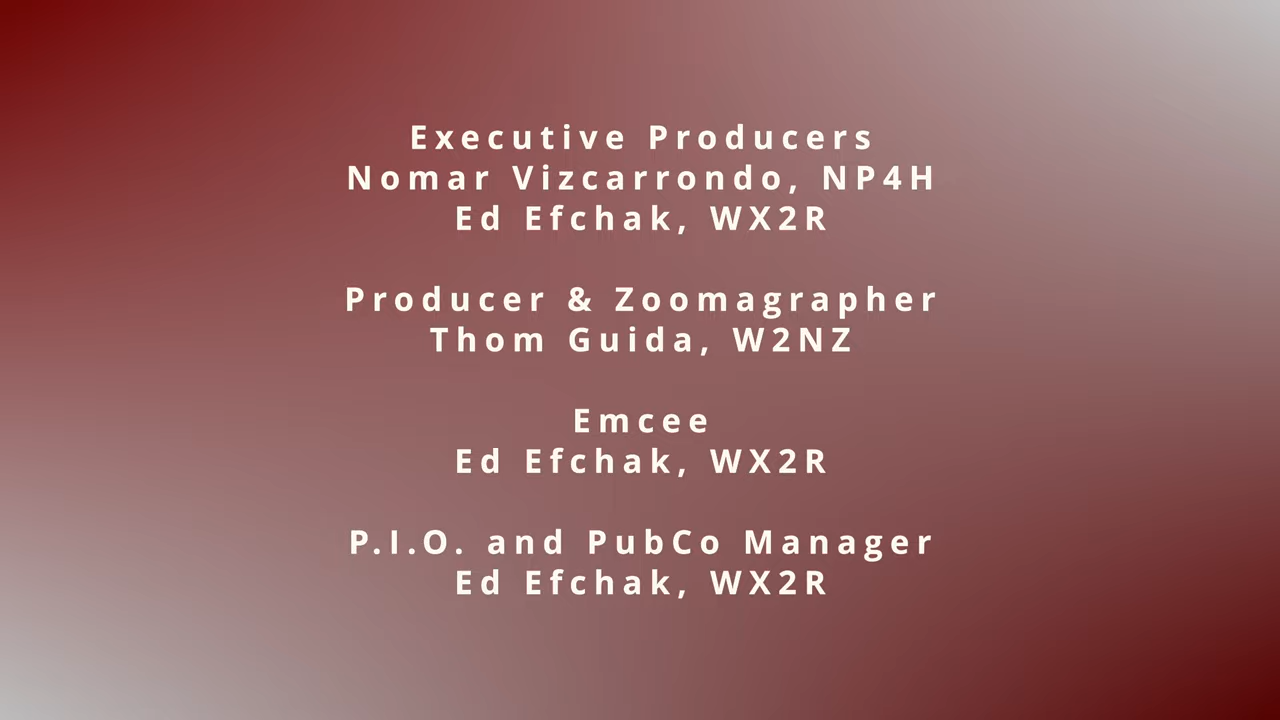 Executive Producers
Nomar Vizcarrondo, NP4H
Ed Efchak, WX2R
Producer & Zoomagrapher
Thom Guida, W2NZ
Emcee
Ed Efchak, WX2R
P.I.O. and PubCo Manager
Ed Efchak, WX2R